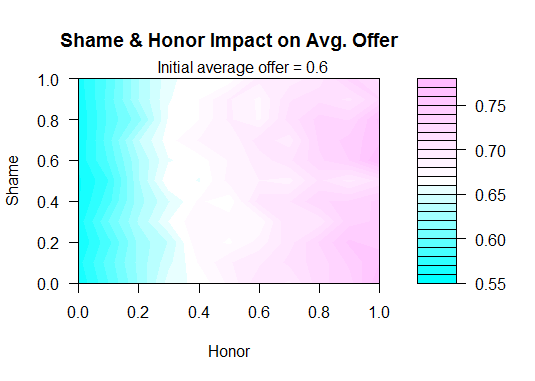 Shame & Honor Impact on Avg. Offer
Initial average offer = 0.6
1.0
0.8
0.6
0.4
0.2
0.0
Shame
0.0 0.2 0.4 0.6 0.8 1.0
Honor
0.75
0.70
0.65
0.60
0.55